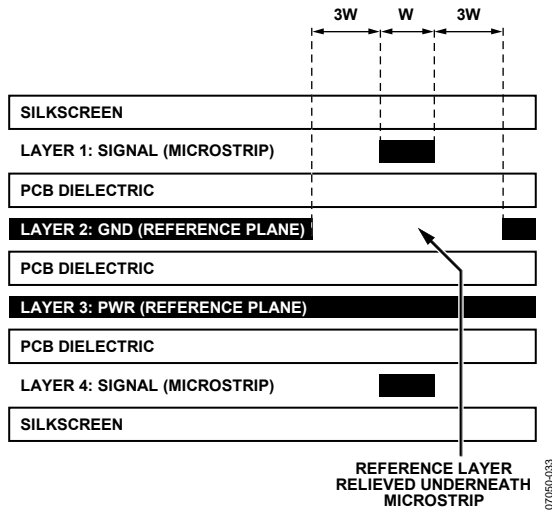 3W W 3W
SILKSCREEN
LAYER 1: SIGNAL (MICROSTRIP)
PCB DIELECTRIC
LAYER 2: GND (REFERENCE PLANE)
PCB DIELECTRIC
LAYER 3: PWR (REFERENCE PLANE)
PCB DIELECTRIC
LAYER 4: SIGNAL (MICROSTRIP)
SILKSCREEN
REFERENCE LAYER
RELIEVED UNDERNEATH
MICROSTRIP
07050-033